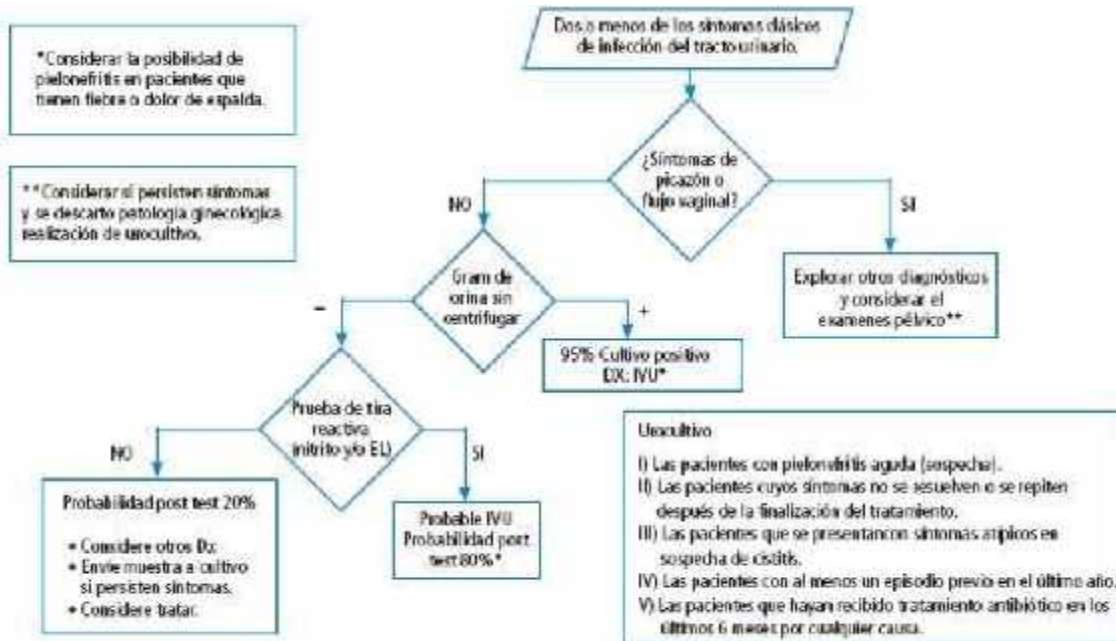 *Considerar la posibilidad de
pielonefritis en pacientes que
tienen fiebre o dolor de espalda.
**Considerar si persisten síntomas
y se descarto patología ginecológica
realización de urocultivo.
Dos o menos de los síntomas clásicos
de infección del tracto urinario.
¿Síntomas de
picazón o
flujo vaginal?
NO
SI
Gram de
orina sin
centrifugar
Explorar otros diagnósticos
y considerar el
examenes pélvico**
–
+
95% Cultivo positivo
DX: IVU*
Prueba de tira
reactiva
(nitrito y/o EL)
NO
SI
Probabilidad post test 20%
• Considere otros Dx:
• Envíe muestra a cultivo
si persisten síntomas.
• Considere tratar.
Probable IVU
Probabilidad post
test 80%*
Urocultivo
I) Las pacientes con pielonefritis aguda (sospecha).
II) Las pacientes cuyos síntomas no se resuelven o se repiten
después de la finalización del tratamiento.
III) Las pacientes que se presentancon síntomas atípicos en
sospecha de cistitis.
IV) Las pacientes con al menos un episodio previo en el último año.
V) Las pacientes que hayan recibido tratamiento antibiótico en los
últimos 6 meses por cualquier causa.